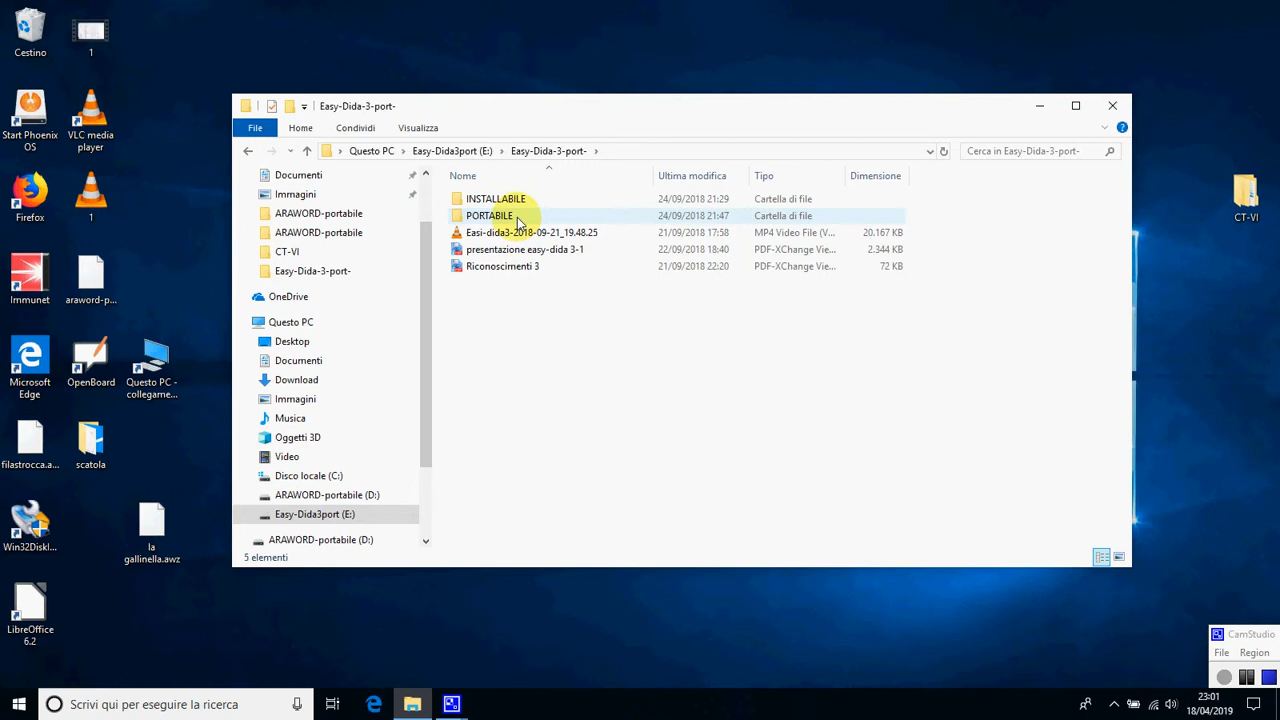 Cestino
1
Start Phoenix
OS
VLC media
player
Firefox
1
Immunet
araword-p...
Microsoft
Edge
OpenBoard
Questo PC -
collegame...
filastrocca.a...
scatola
Win32DiskI...
la
gallinella.awz
LibreOffice
6.2
CT-VI
Easy-Dida-3-port-
File Home Condividi Visualizza
Questo PC > Easy-Dida3port (E:) > Easy-Dida-3-port- >
Cerca in Easy-Dida-3-port-
Documenti
Immagini
ARAWORD-portabile
ARAWORD-portabile
CT-VI
Easy-Dida-3-port-
OneDrive
Questo PC
Desktop
Documenti
Download
Immagini
Musica
Oggetti 3D
Video
Disco locale (C:)
ARAWORD-portabile (D:)
Easy-Dida3port (E:)
ARAWORD-portabile (D:)
Nome Ultima modifica Tipo Dimensione
INSTALLABILE 24/09/2018 21:29 Cartella di file
PORTABILE 24/09/2018 21:47 Cartella di file
Easi-dida3-2018-09-21_19.48.25 21/09/2018 17:58 MP4 Video File (V... 20.167 KB
presentazione easy-dida 3-1 22/09/2018 18:40 PDF-XChange Vie... 2.344 KB
Riconoscimenti 3 21/09/2018 22:20 PDF-XChange Vie... 72 KB
5 elementi
CamStudio
File Region
Scrivi qui per eseguire la ricerca
23:01
18/04/2019